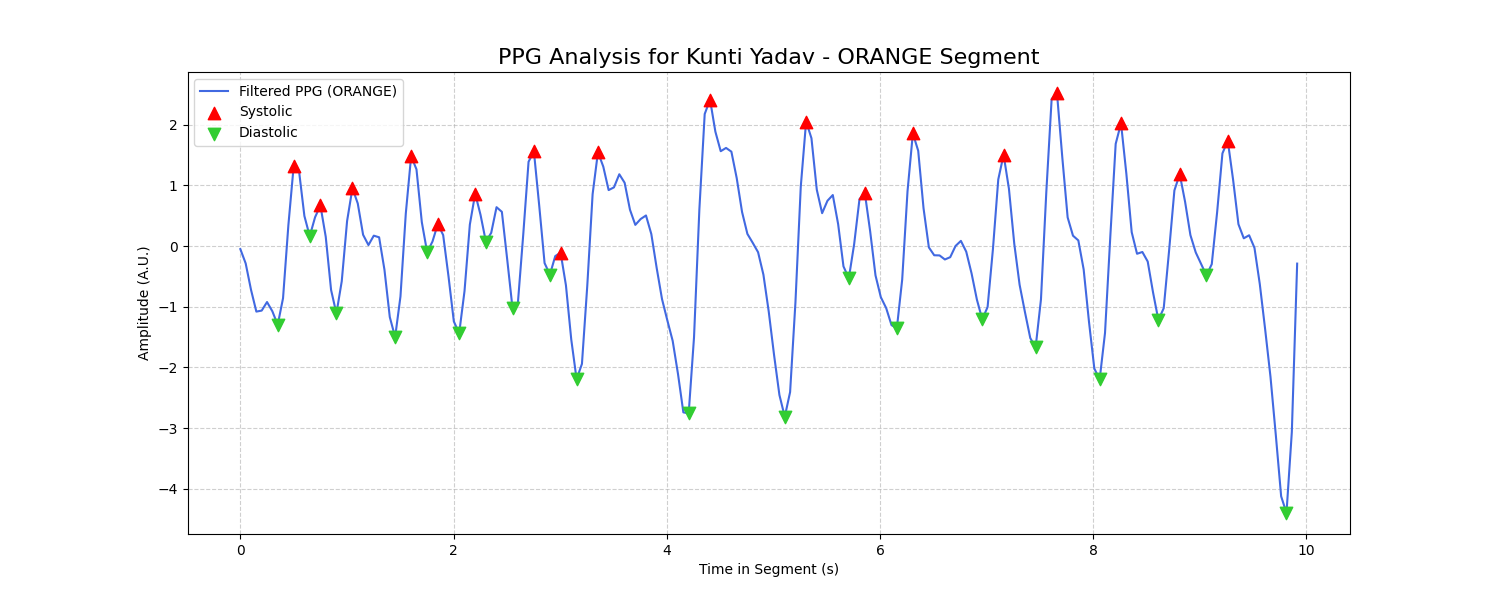 PPG Analysis for Kunti Yadav - ORANGE Segment
Filtered PPG (ORANGE)
Systolic
Diastolic
Amplitude (A.U.)
2
1
0
−1
−2
−3
−4
0 2 4 6 8 10
Time in Segment (s)